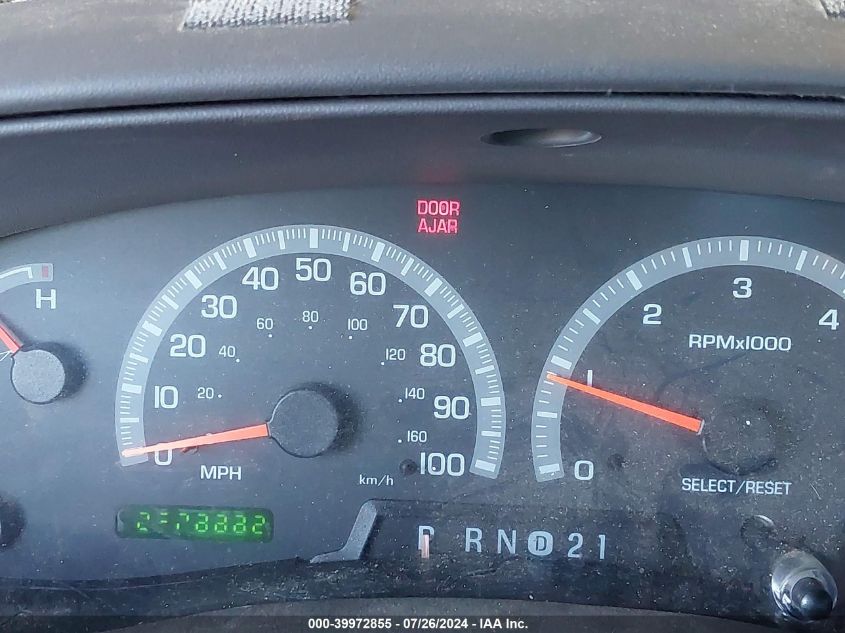 DOOR
AJAR
H
0 10 20 30 40 50 60 70 80 90 100
20 40 60 80 100 120 140 160
MPH
km/h
0 1 2 3 4
RPMx1000
SELECT/RESET
P R N D 2 1
000-39972855 - 07/26/2024 - IAA Inc.